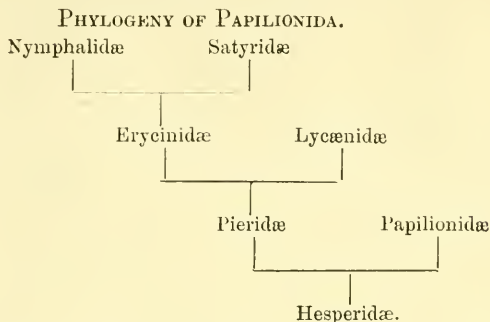 PHYLOGENY OF PAPILIONIDA.
Nymphalidæ Satyridæ
Erycinidæ Lycænidæ
Pieridæ Papilionidæ
Hesperidæ.